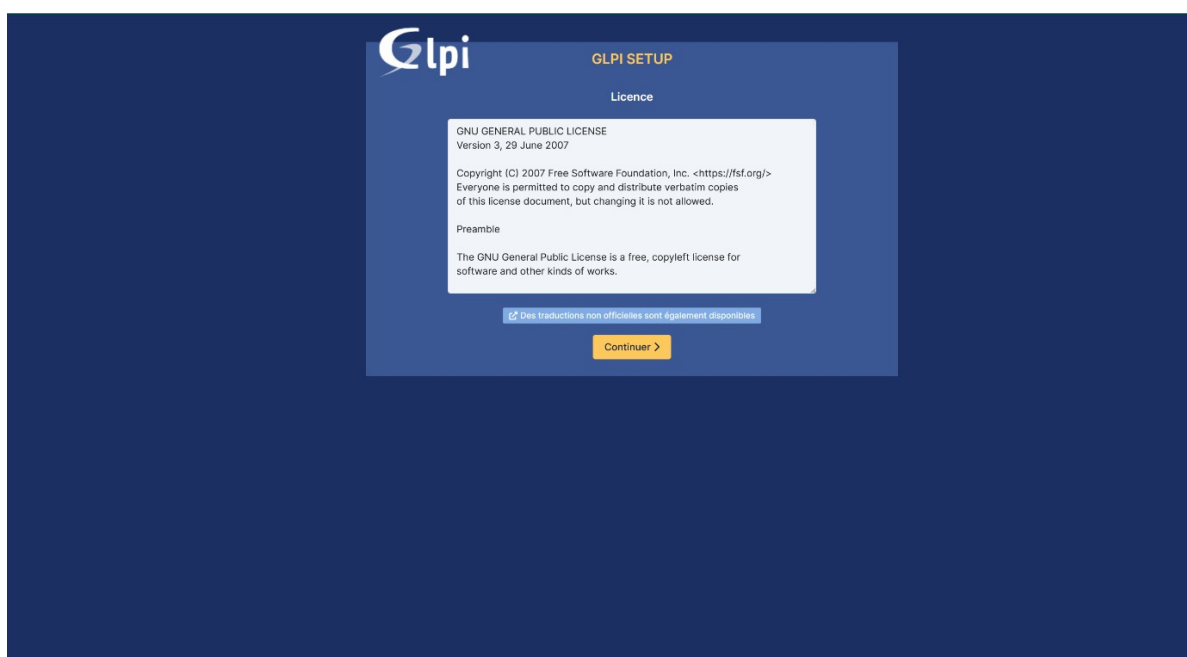 Glpi
GLPI SETUP
Licence
GNU GENERAL PUBLIC LICENSE
Version 3, 29 June 2007
Copyright (C) 2007 Free Software Foundation, Inc. <https://fsf.org/>
Everyone is permitted to copy and distribute verbatim copies
of this license document, but changing it is not allowed.
Preamble
The GNU General Public License is a free, copyleft license for
software and other kinds of works.
Des traductions non officielles sont également disponibles
Continuer >